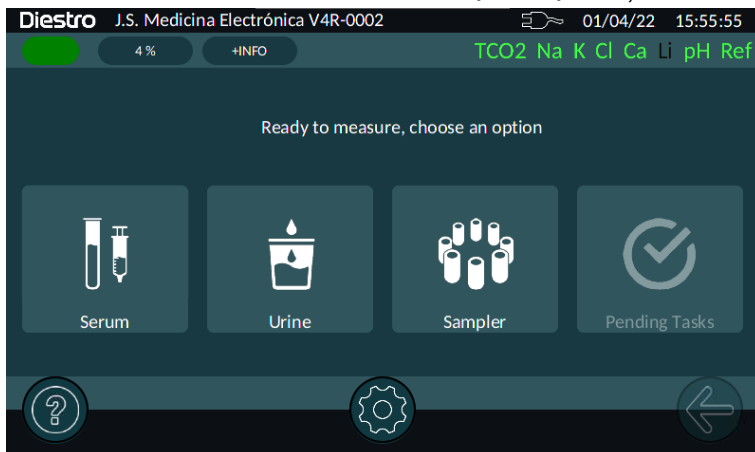 Diestro J.S. Medicina Electrónica V4R-0002 01/04/22 15:55:55
4 % +INFO TCO2 Na K Cl Ca Li pH Ref
Ready to measure, choose an option
Serum Urine Sampler Pending Tasks
?